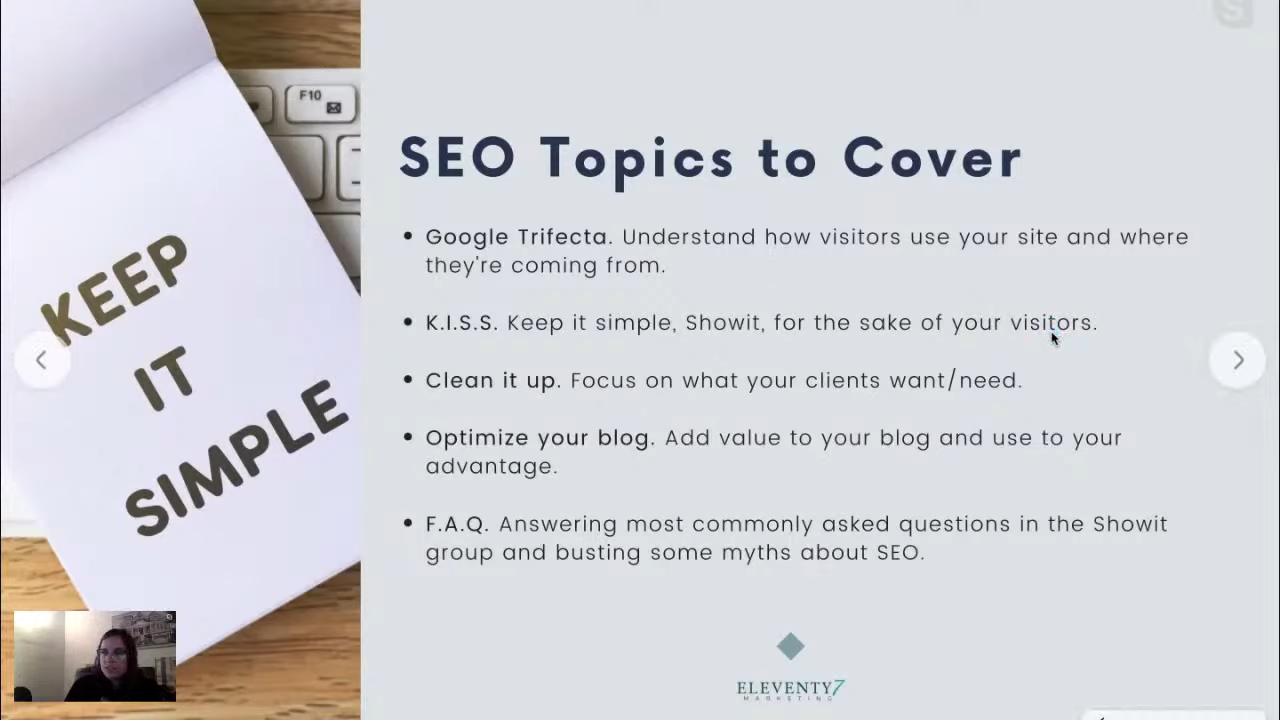 F10
KEEP
IT
SIMPLE
SEO Topics to Cover
• Google Trifecta. Understand how visitors use your site and where
they're coming from.
• K.I.S.S. Keep it simple, Showit, for the sake of your visitors.
• Clean it up. Focus on what your clients want/need.
• Optimize your blog. Add value to your blog and use to your
advantage.
• F.A.Q. Answering most commonly asked questions in the Showit
group and busting some myths about SEO.
ELEVENTY7
MARKETING